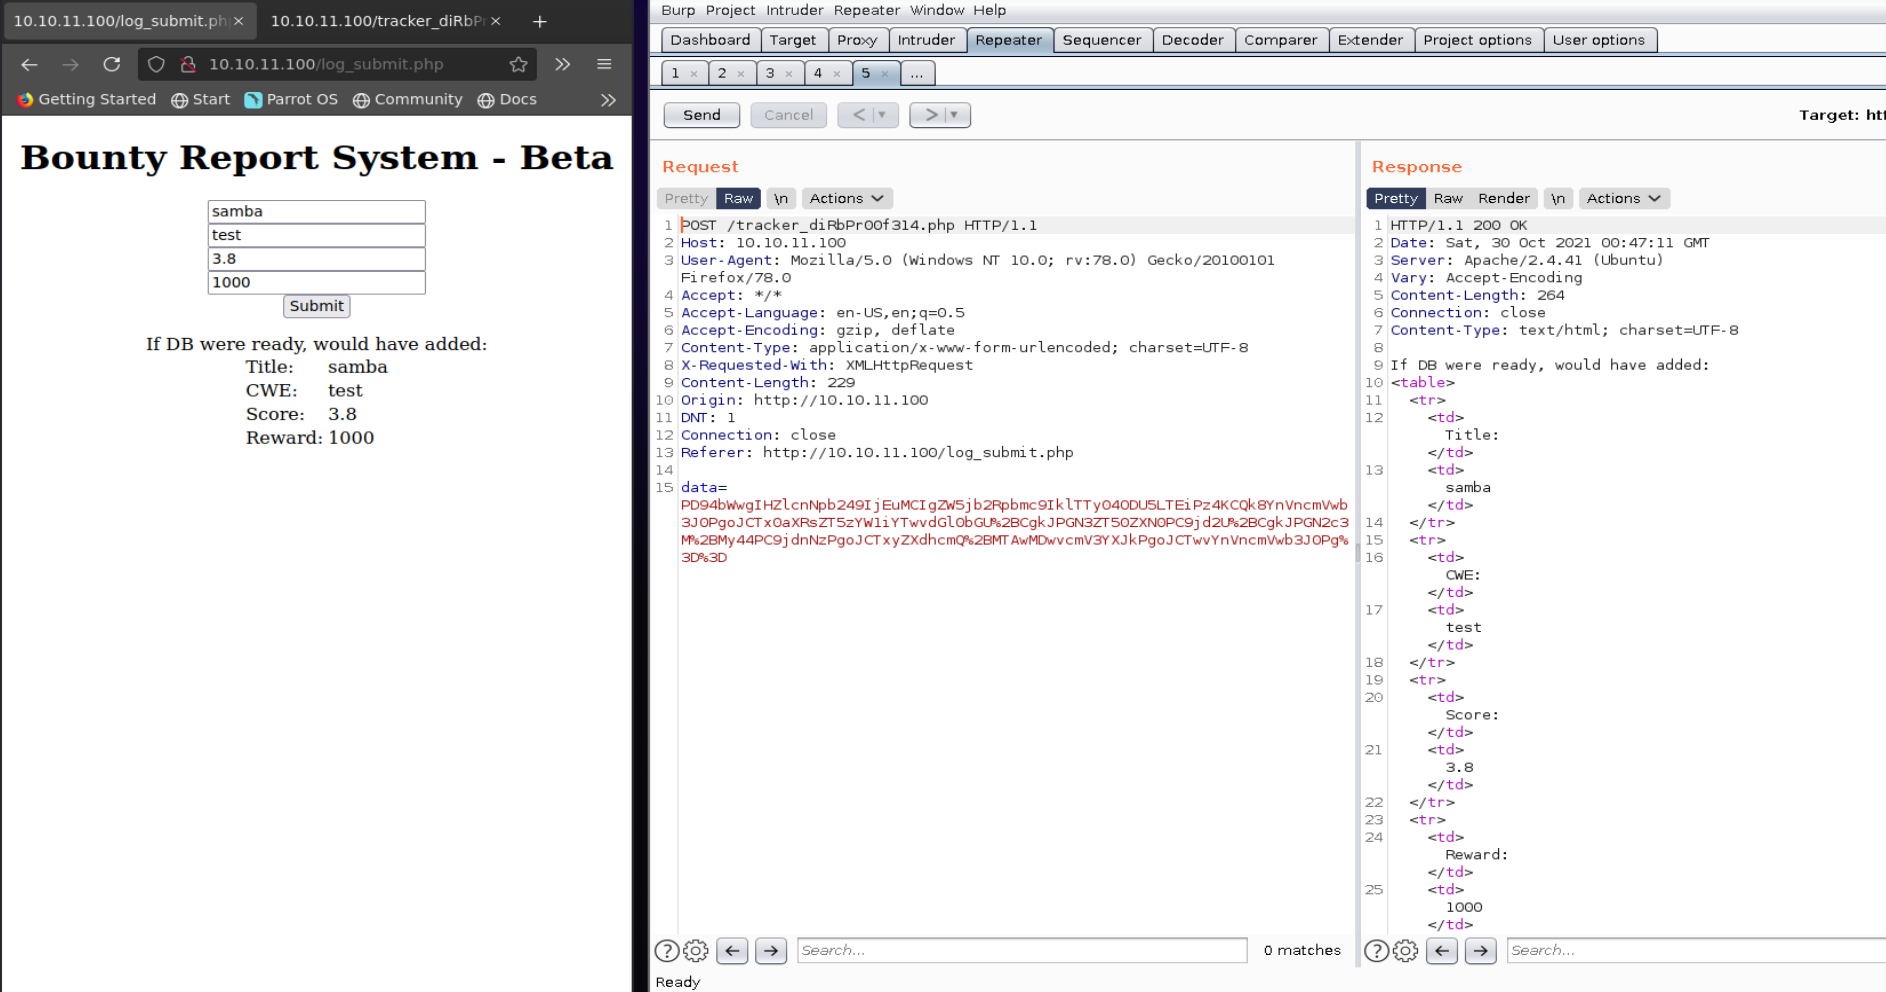 10.10.11.100/log_submit.ph
10.10.11.100/tracker_diRbPr
10.10.11.100/log_submit.php
Getting Started
Start
Parrot OS
Community
Docs
Bounty Report System - Beta
samba
test
3.8
1000
Submit
If DB were ready, would have added:
Title: samba
CWE: test
Score: 3.8
Reward: 1000
Burp Project Intruder Repeater Window Help
Dashboard Target Proxy Intruder Repeater Sequencer Decoder Comparer Extender Project options User options
1 × 2 × 3 × 4 × 5 × ...
Send Cancel < > Target: htt
Request
Pretty Raw \n Actions
1 POST /tracker_diRbPr00f314.php HTTP/1.1
2 Host: 10.10.11.100
3 User-Agent: Mozilla/5.0 (Windows NT 10.0; rv:78.0) Gecko/20100101
Firefox/78.0
4 Accept: */*
5 Accept-Language: en-US,en;q=0.5
6 Accept-Encoding: gzip, deflate
7 Content-Type: application/x-www-form-urlencoded; charset=UTF-8
8 X-Requested-With: XMLHttpRequest
9 Content-Length: 229
10 Origin: http://10.10.11.100
11 DNT: 1
12 Connection: close
13 Referer: http://10.10.11.100/log_submit.php
14
15 data=
PD94bWwgIHZlcnNpb249IjEuMCIgZW5jb2Rpbmc9IklTTy04ODU5LTEiPz4KCQk8YnVncmVwb
3J0PgoJCTx0aXRsZT5zYW1iYTwvdGl0bGU%2BCgkJPGN3ZT50ZXN0PC9jd2U%2BCgkJPGN2c3
M%2BMy44PC9jdnNzPgoJCTxyZXdhcmQ%2BMTAwMDwvcmV3YXJkPgoJCTwvYnVncmVwb3J0Pg%
3D%3D
Search... 0 matches
Ready
Response
Pretty Raw Render \n Actions
1 HTTP/1.1 200 OK
2 Date: Sat, 30 Oct 2021 00:47:11 GMT
3 Server: Apache/2.4.41 (Ubuntu)
4 Vary: Accept-Encoding
5 Content-Length: 264
6 Connection: close
7 Content-Type: text/html; charset=UTF-8
8
9 If DB were ready, would have added:
10 <table>
11 <tr>
12 <td>
Title:
</td>
13 <td>
samba
</td>
14 </tr>
15 <tr>
16 <td>
CWE:
</td>
17 <td>
test
</td>
18 </tr>
19 <tr>
20 <td>
Score:
</td>
21 <td>
3.8
</td>
22 </tr>
23 <tr>
24 <td>
Reward:
</td>
25 <td>
1000
</td>
Search...